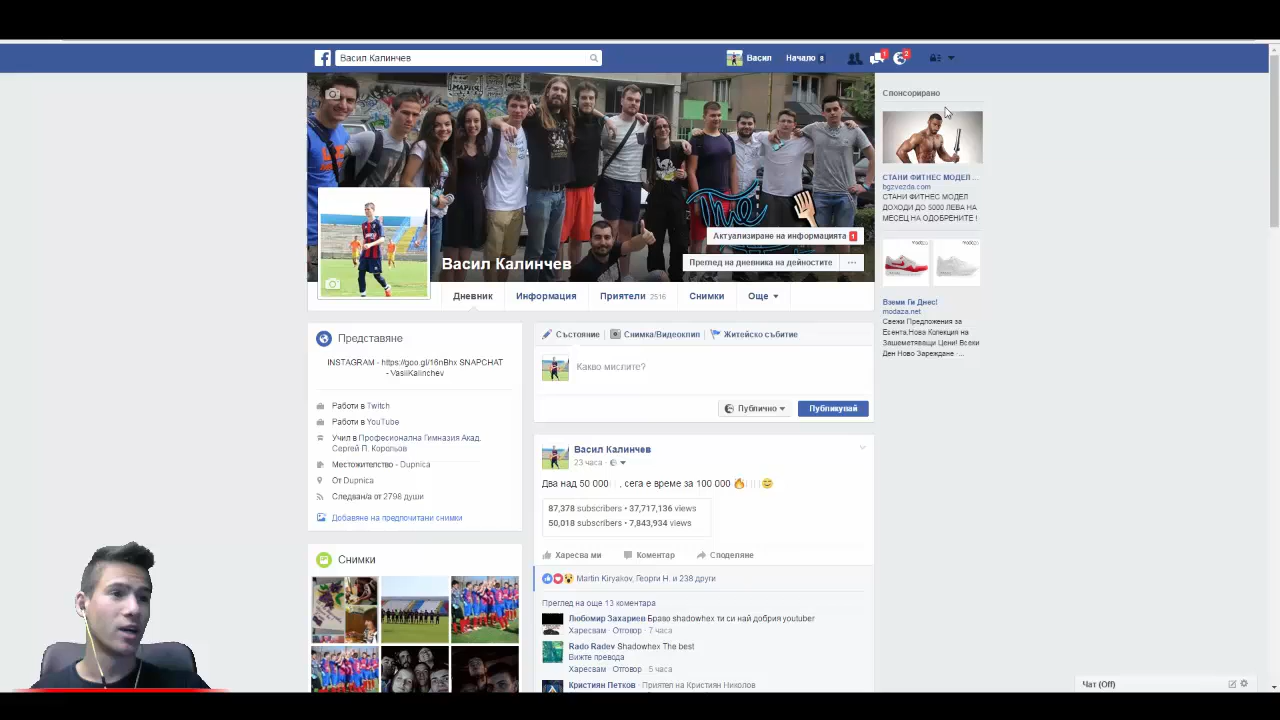 Васил Калинчев
Васил
Начало 8
1
2
Спонсорирано
СТАНИ ФИТНЕС МОДЕЛ ...
bgzvezda.com
СТАНИ ФИТНЕС МОДЕЛ
ДОХОДИ ДО 5000 ЛЕВА НА
МЕСЕЦ НА ОДОБРЕНИТЕ !
modaza
modaza
Вземи Ги Днес!
modaza.net
Свежи Предложения за
Есента.Нова Колекция на
Зашеметяващи Цени! Всеки
Ден Ново Зареждане ·...
Актуализиране на информацията 1
Васил Калинчев
Преглед на дневника на дейностите ...
Дневник
Информация
Приятели 2516
Снимки
Още
Представяне
INSTAGRAM - https://goo.gl/16nBhx SNAPCHAT
- VasilKalinchev
Работи в Twitch
Работи в YouTube
Учил в Професионална Гимназия Акад.
Сергей П. Корольов
Местожителство - Dupnica
От Dupnica
Следван/а от 2798 души
Добавяне на предпочитани снимки
Снимки
Състояние
Снимка/Видеоклип
Житейско събитие
Какво мислите?
Публично
Публикувай
Васил Калинчев
23 часа ·
Два над 50 000 , сега е време за 100 000
87,378 subscribers • 37,717,136 views
50,018 subscribers • 7,843,934 views
Харесва ми
Коментар
Споделяне
Martin Kiryakov, Георги Н. и 238 други
Преглед на още 13 коментара
Любомир Захариев Браво shadowhex ти си най добрия youtuber
Харесвам · Отговор · 7 часа
Rado Radev Shadowhex The best
Вижте превода
Харесвам · Отговор · 5 часа
Кристиян Петков · Приятел на Кристиян Николов
Чат (Off)